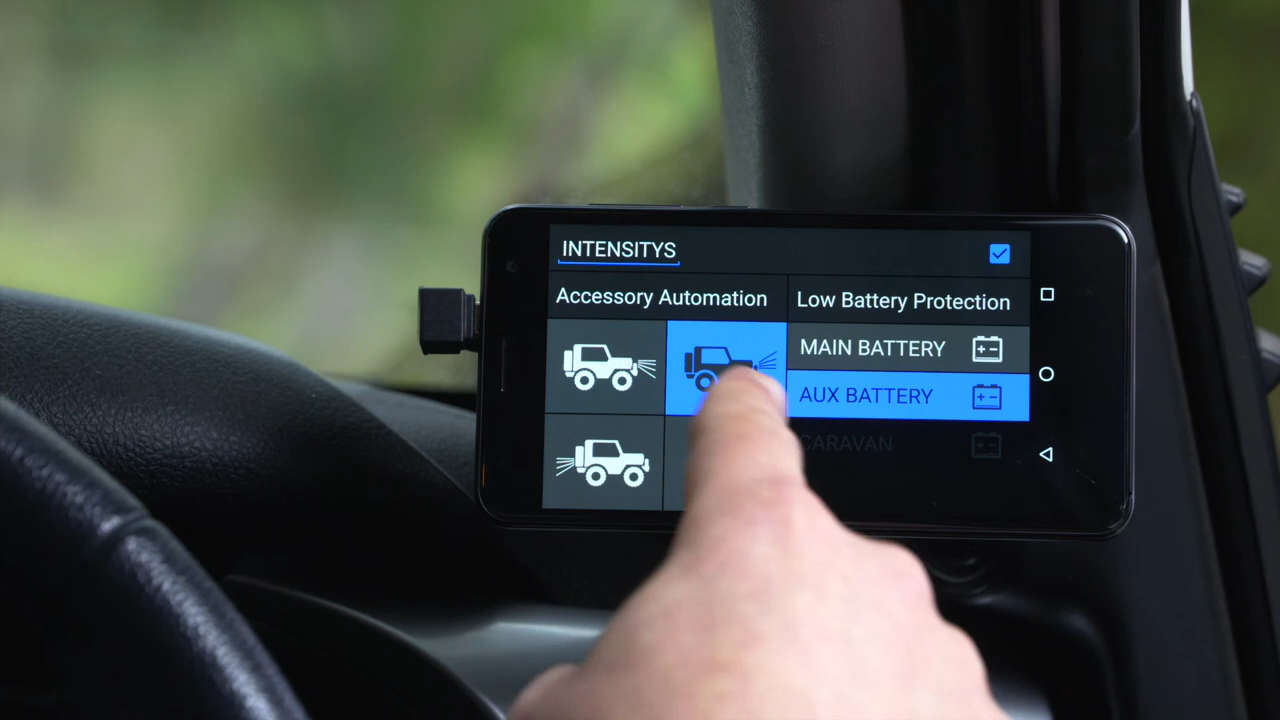 INTENSITYS
Accessory Automation
Low Battery Protection
MAIN BATTERY
AUX BATTERY
CARAVAN